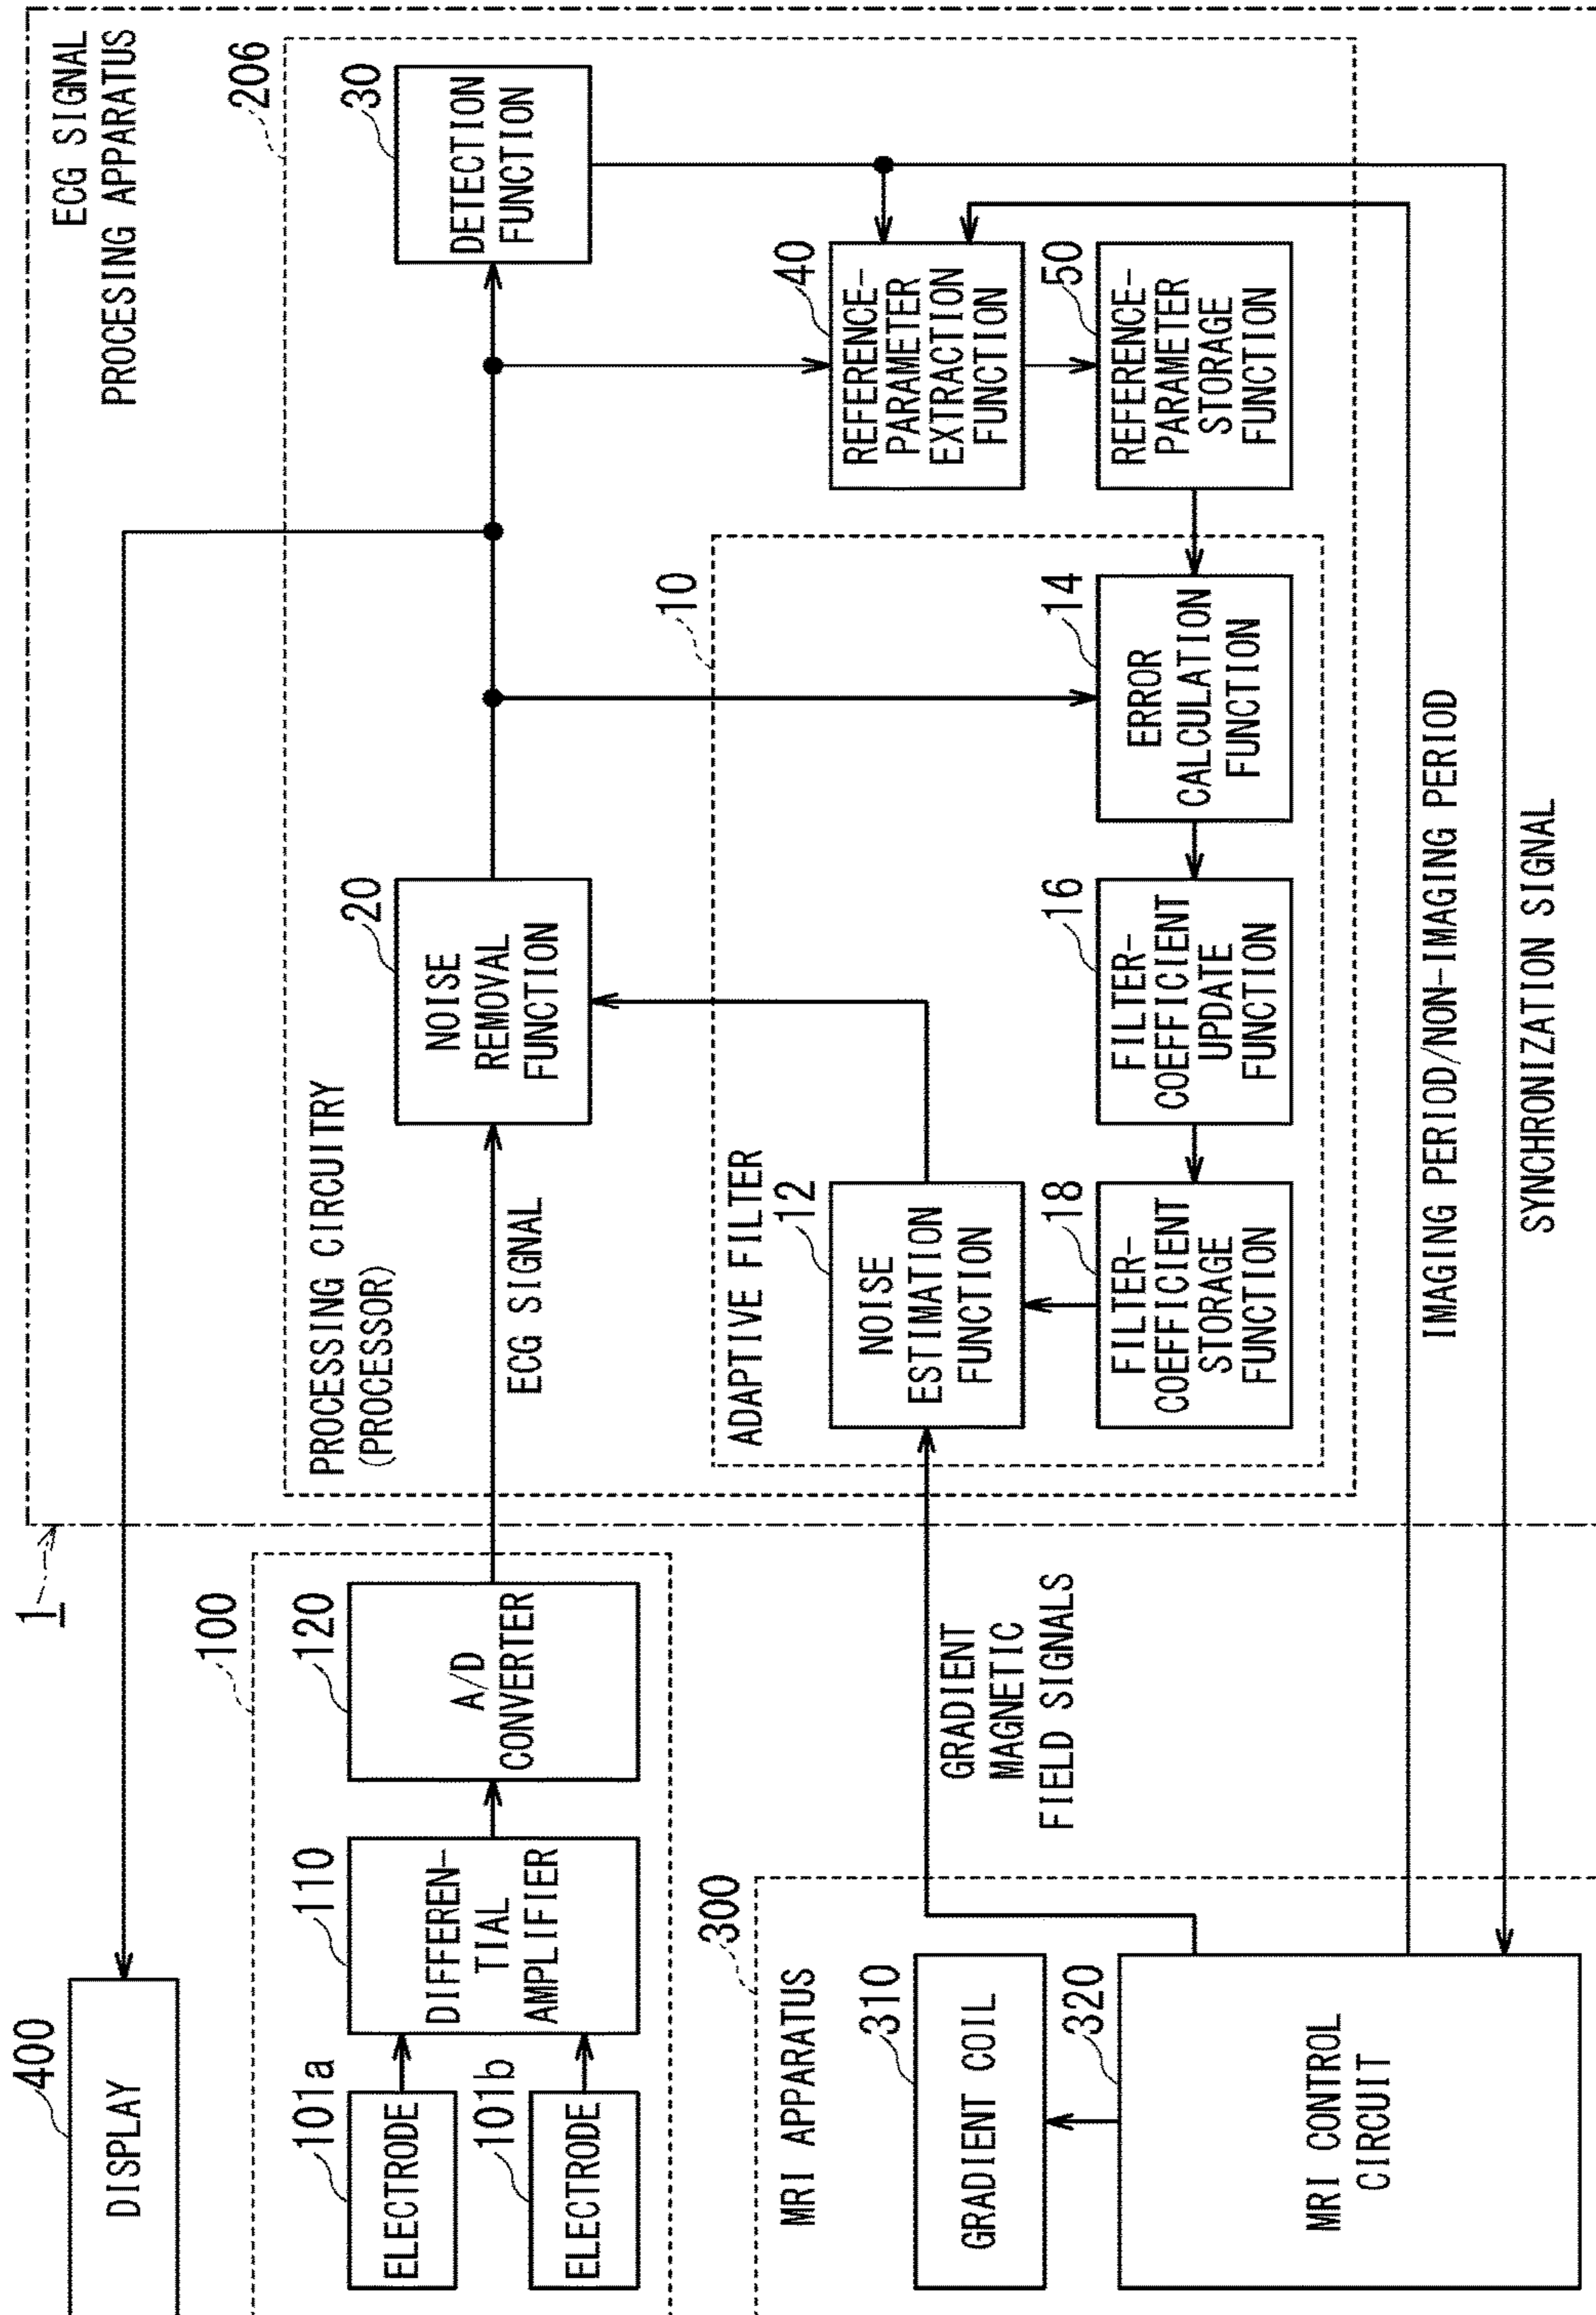 400
DISPLAY
1
ECG SIGNAL
PROCESING APPARATUS
100
101a
ELECTRODE
101b
ELECTRODE
110
DIFFEREN-
TIAL
AMPLIFIER
120
A/D
CONVERTER
ECG SIGNAL
206
PROCESSING CIRCUITRY
(PROCESSOR)
20
NOISE
REMOVAL
FUNCTION
30
DETECTION
FUNCTION
10
ADAPTIVE FILTER
12
NOISE
ESTIMATION
FUNCTION
18
FILTER-
COEFFICIENT
STORAGE
FUNCTION
16
FILTER-
COEFFICIENT
UPDATE
FUNCTION
14
ERROR
CALCULATION
FUNCTION
40
REFERENCE-
PARAMETER
EXTRACTION
FUNCTION
50
REFERENCE-
PARAMETER
STORAGE
FUNCTION
300
MRI APPARATUS
310
GRADIENT COIL
320
MRI CONTROL
CIRCUIT
GRADIENT
MAGNETIC
FIELD SIGNALS
IMAGING PERIOD/NON-IMAGING PERIOD
SYNCHRONIZATION SIGNAL